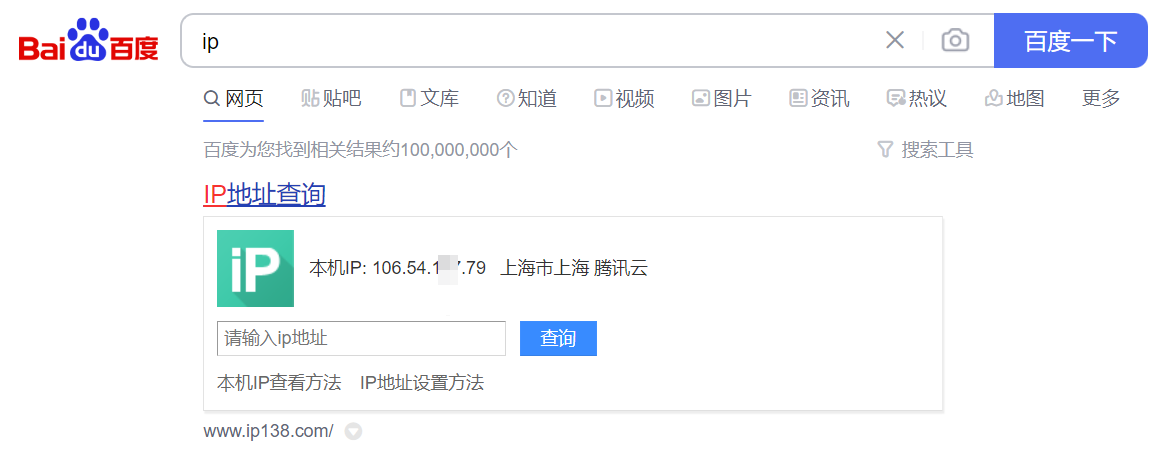 Bai du 百度 ip 百度一下
网页 贴 贴吧 文库 知道 视频 图片 资讯 热议 地图 更多
百度为您找到相关结果约100,000,000个 搜索工具
IP地址查询
iP 本机IP: 106.54.1 7.79 上海市上海 腾讯云
请输入ip地址 查询
本机IP查看方法 IP地址设置方法
www.ip138.com/